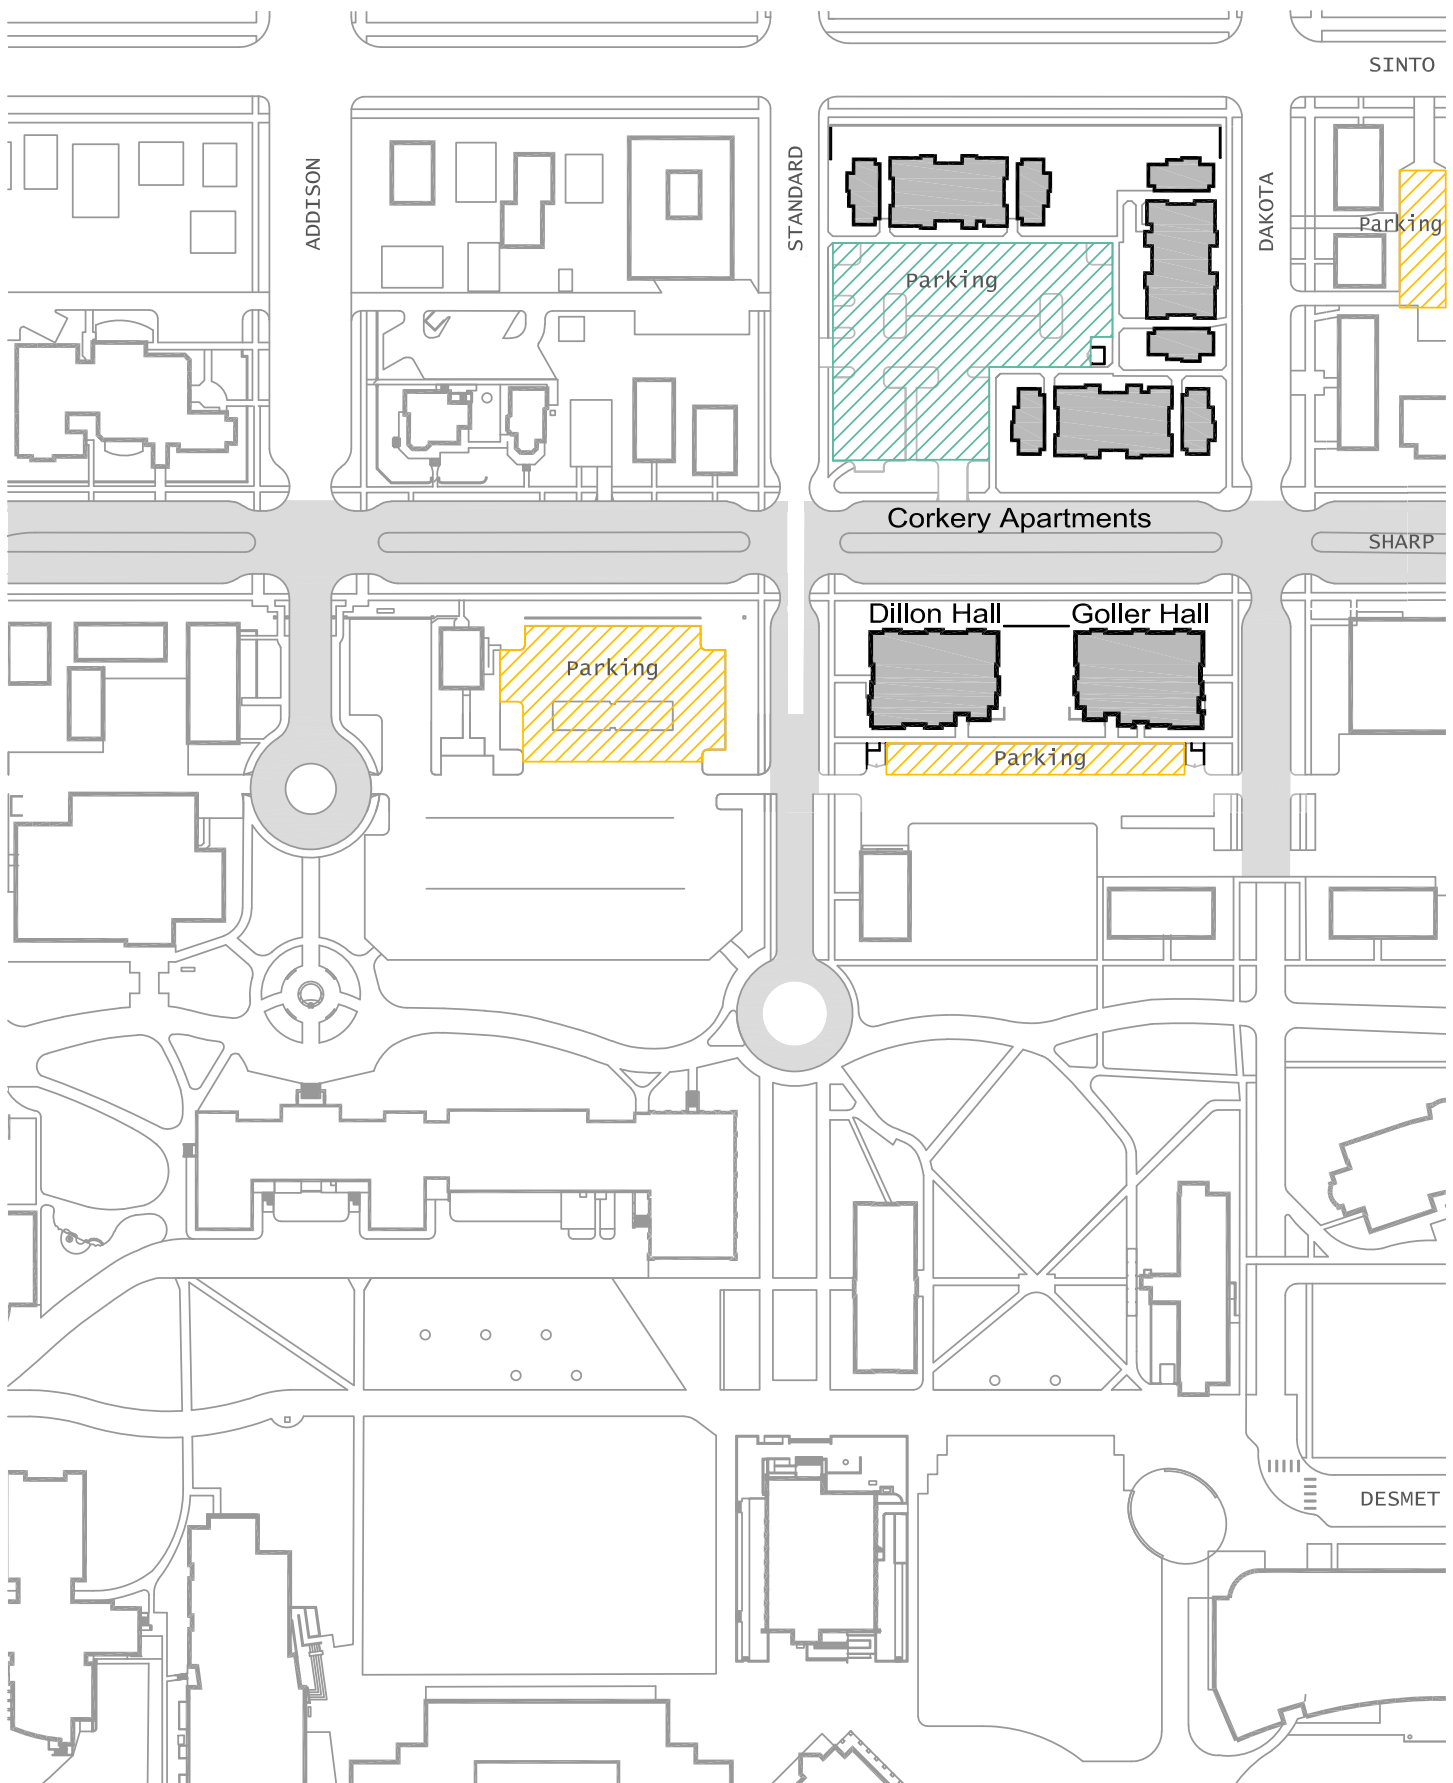 SINTO
ADDISON
STANDARD
DAKOTA
Parking
Parking
Corkery Apartments
SHARP
Dillon Hall
Goller Hall
Parking
Parking
DESMET